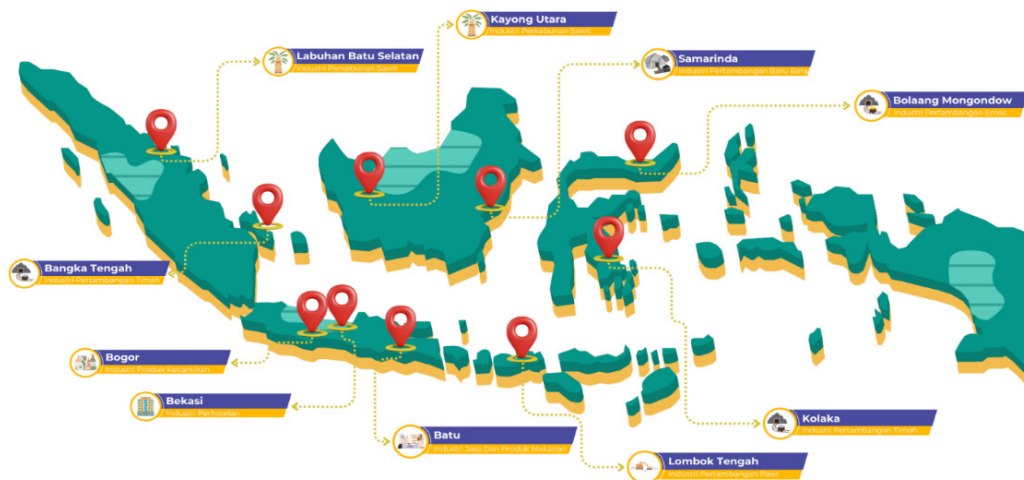 Kayong Utara
Industri Perkebunan Sawit
Labuhan Batu Selatan
Industri Perkebunan Sawit
Samarinda
Industri Pertambangan Batu Bara
Bolaang Mongondow
Industri Pertambangan Emas
Bangka Tengah
Industri Pertambangan Timah
Bogor
Industri Produk Kecantikan
Bekasi
Industri Perhotelan
Kolaka
Industri Pertambangan Timah
Batu
Industri Jasa Dan Produk Makanan
Lombok Tengah
Industri Pertambangan Pasir